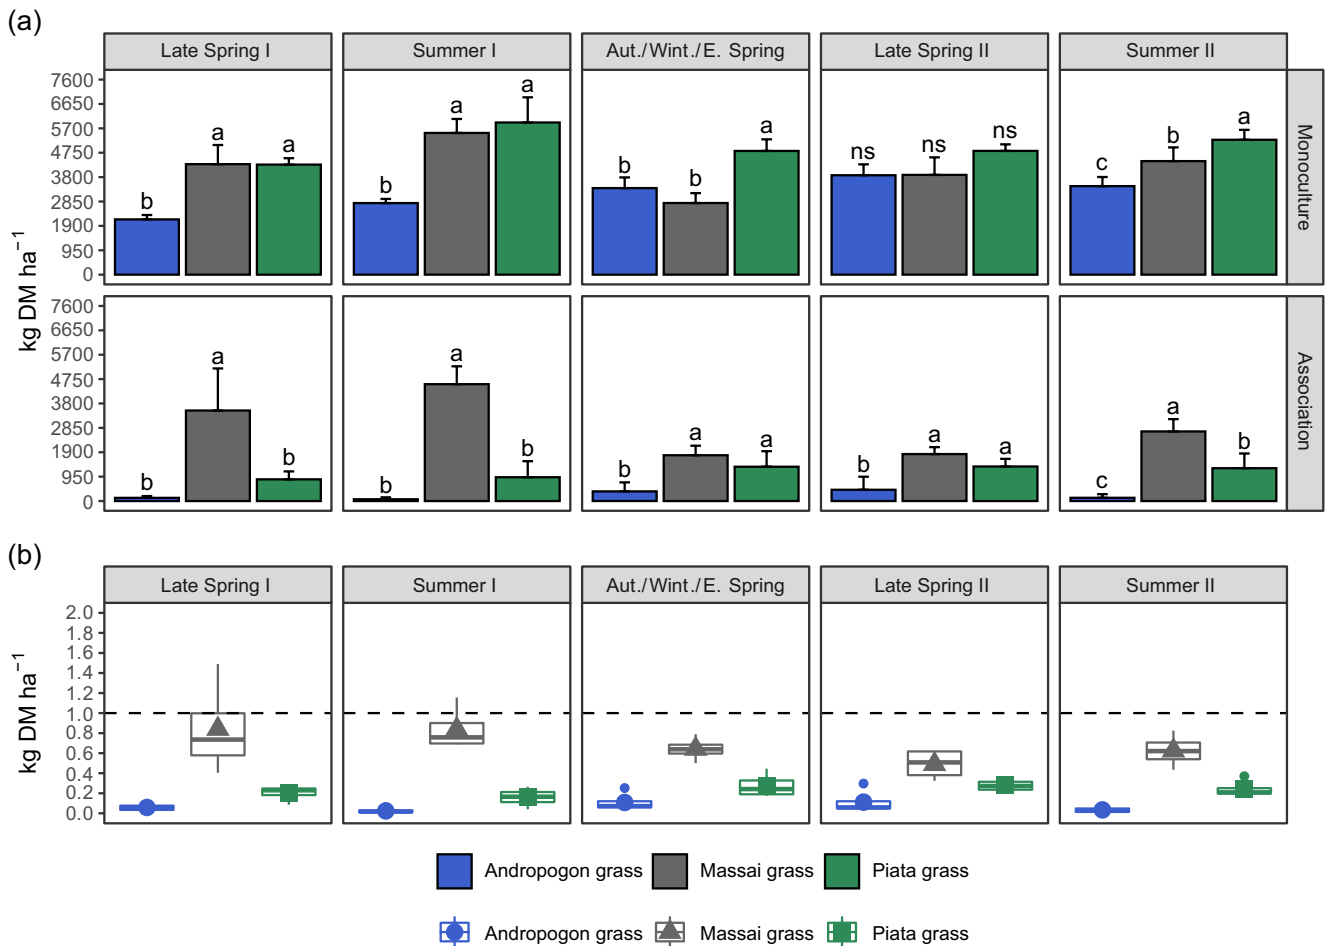 (a)
Late Spring I Summer I Aut./Wint./E. Spring Late Spring II Summer II
kg DM ha⁻¹
7600
6650
5700
4750
3800
2850
1900
950
0
b a a
b a a
b b a
ns ns ns
c b a
Monoculture
7600
6650
5700
4750
3800
2850
1900
950
0
b a b
b a b
b a a
b a a
c a b
Association
(b)
Late Spring I Summer I Aut./Wint./E. Spring Late Spring II Summer II
kg DM ha⁻¹
2.0
1.8
1.6
1.4
1.2
1.0
0.8
0.6
0.4
0.2
0.0
Andropogon grass Massai grass Piata grass
Andropogon grass Massai grass Piata grass